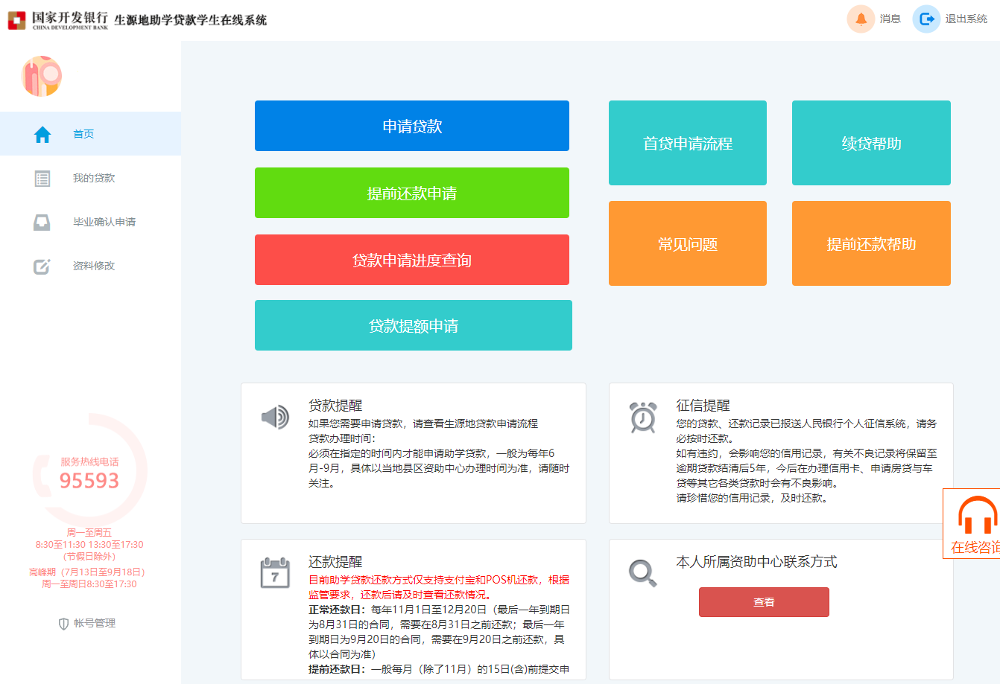 国家开发银行
CHINA DEVELOPMENT BANK
生源地助学贷款学生在线系统
消息
退出系统
首页
我的贷款
毕业确认申请
资料修改
服务热线电话
95593
周一至周五
8:30至11:30 13:30至17:30
(节假日除外)
高峰期（7月13日至9月18日）
周一至周日8:30至17:30
帐号管理
申请贷款
提前还款申请
贷款申请进度查询
贷款提额申请
首贷申请流程
续贷帮助
常见问题
提前还款帮助
贷款提醒
如果您需要申请贷款，请查看生源地贷款申请流程
贷款办理时间：
必须在指定的时间内才能申请助学贷款，一般为每年6
月-9月，具体以当地县区资助中心办理时间为准，请随时
关注。
征信提醒
您的贷款、还款记录已报送人民银行个人征信系统，请务
必按时还款。
如有违约，会影响您的信用记录，有关不良记录将保留至
逾期贷款结清后5年，今后在办理信用卡、申请房贷与车
贷等其它各类贷款时会有不良影响。
请珍惜您的信用记录，及时还款。
7
还款提醒
目前助学贷款还款方式仅支持支付宝和POS机还款，根据
监管要求，还款后请及时查看还款情况。
正常还款日：每年11月1日至12月20日（最后一年到期日
为8月31日的合同，需要在8月31日之前还款；最后一年
到期日为9月20日的合同，需要在9月20日之前还款，具
体以合同为准）
提前还款日：一般每月（除了11月）的15日(含)前提交申
本人所属资助中心联系方式
查看
在线咨询